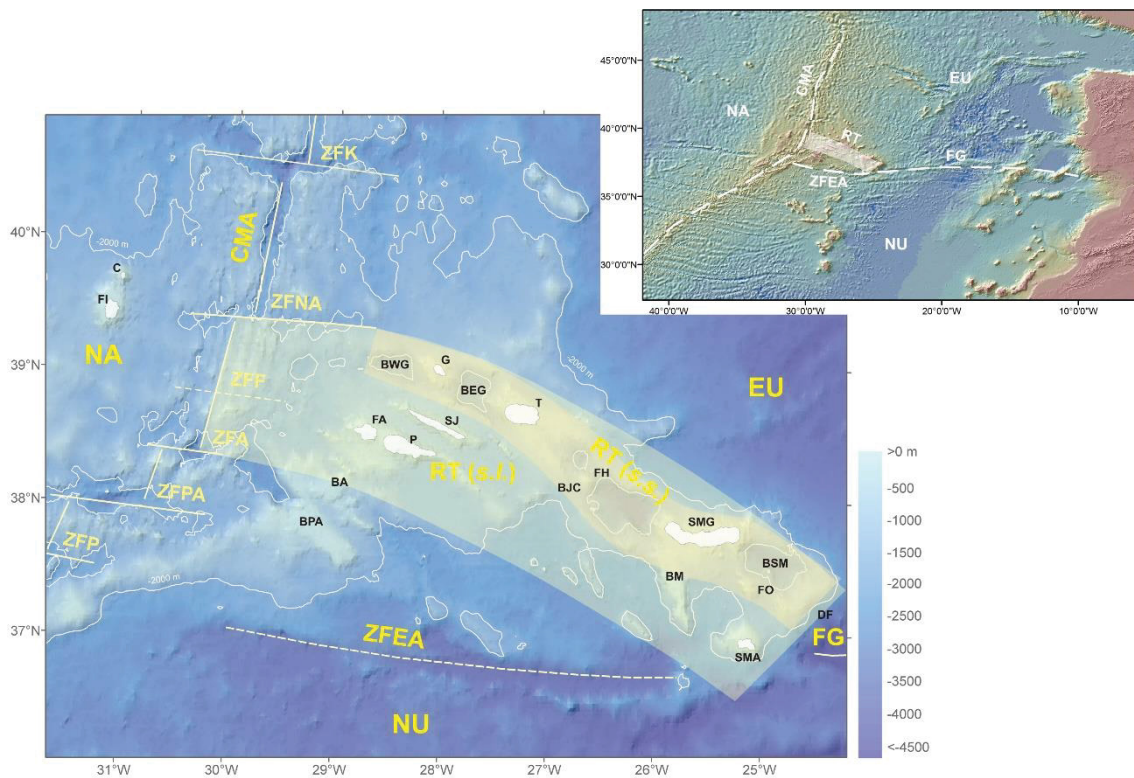 45°0'0"N
40°0'0"N
35°0'0"N
30°0'0"N
40°0'0"W
30°0'0"W
20°0'0"W
10°0'0"W
CMA
EU
NA
RT
FG
ZFEA
NU
ZFK
CMA
40°N
-2000 m
C
FI
ZFNA
NA
39°N
BWG
G
-2000 m
BEG
EU
ZFF
T
SJ
FA
P
ZFA
RT (s.l.)
RT (s.s.)
FH
BA
BJC
38°N
ZFPA
BPA
SMG
ZFP
BSM
BM
FO
-2000 m
DF
37°N
ZFEA
FG
SMA
NU
31°W
30°W
29°W
28°W
27°W
26°W
25°W
>0 m
-500
-1000
-1500
-2000
-2500
-3000
-3500
-4000
<-4500